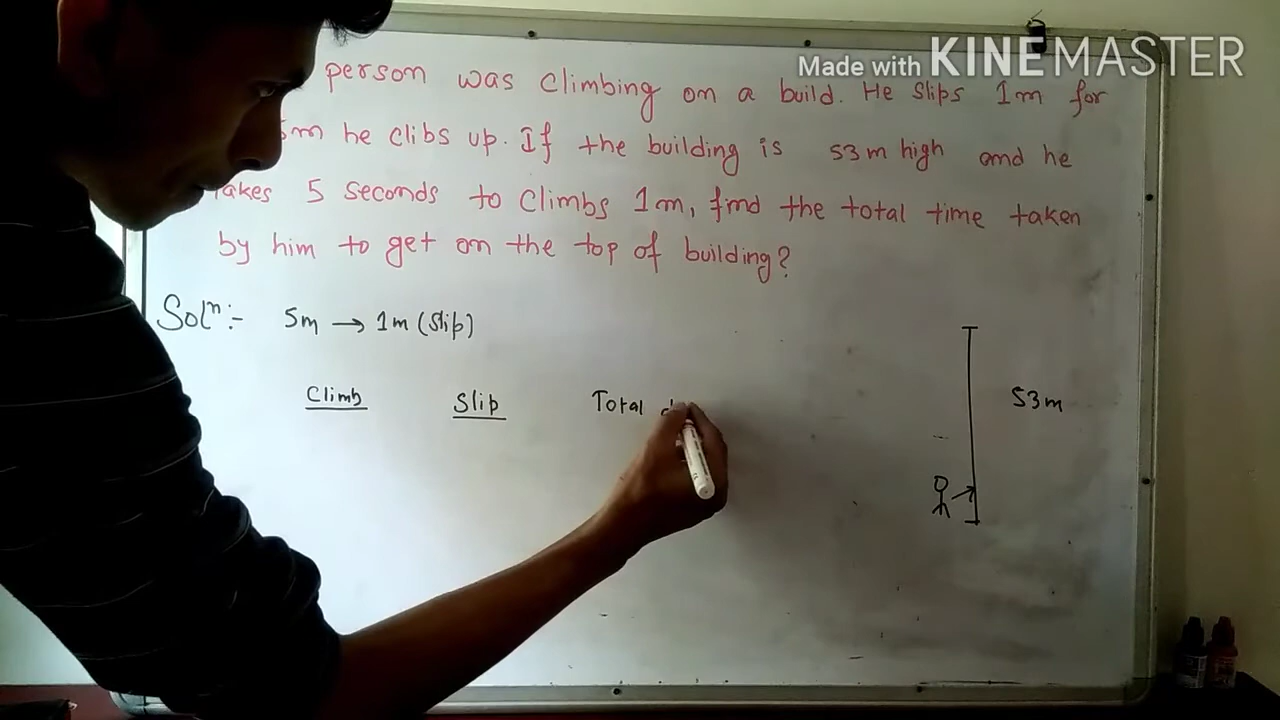 Made with KINEMASTER
person was climbing on a build. He slips 1m for
m he clibs up. If the building is 53m high and he
takes 5 seconds to climbs 1m, find the total time taken
by him to get on the top of building?
Solⁿ:- 5m → 1m (slip)
Climb Slip Total
53m